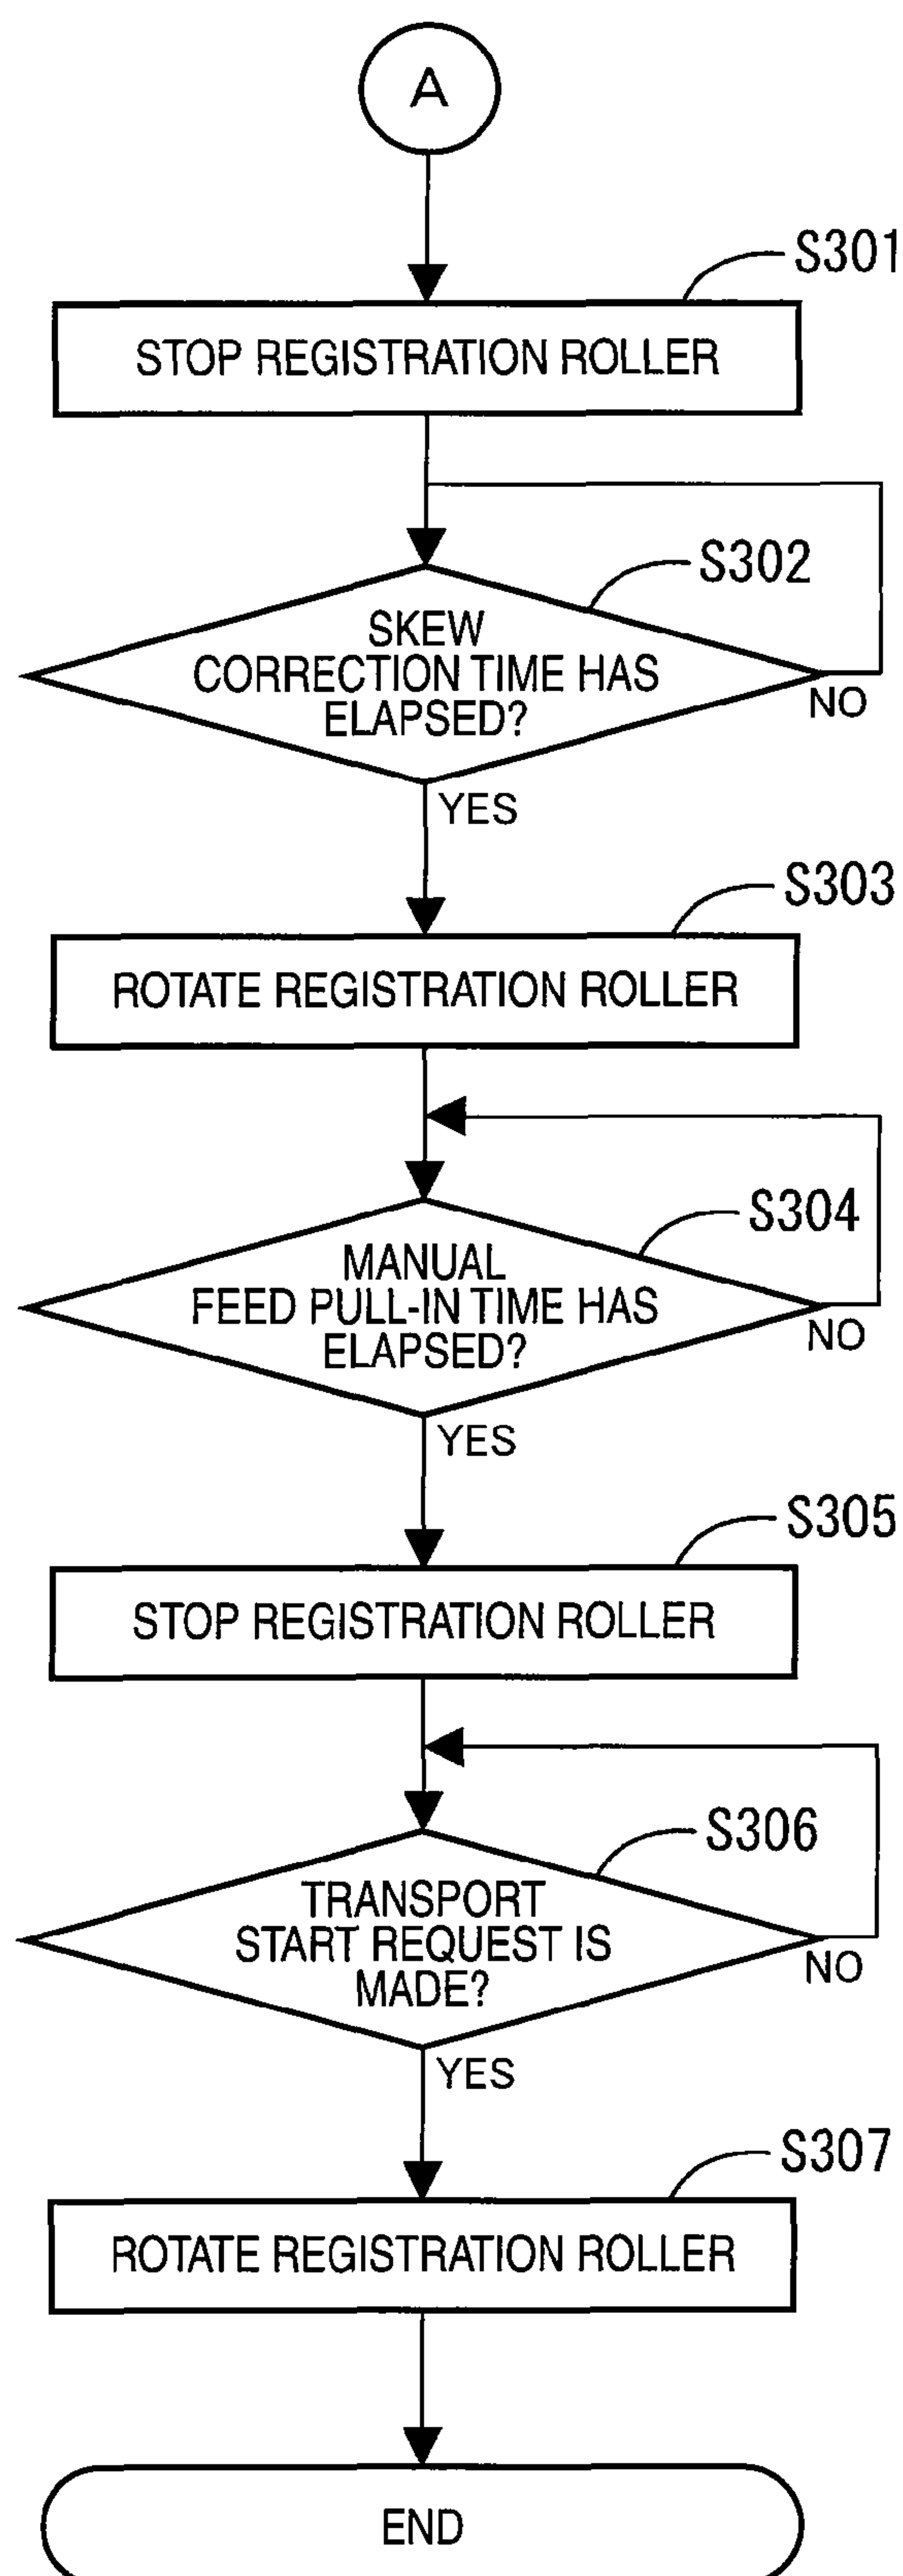 A
S301
STOP REGISTRATION ROLLER
S302
SKEW
CORRECTION TIME HAS
ELAPSED?
NO
YES
S303
ROTATE REGISTRATION ROLLER
S304
MANUAL
FEED PULL-IN TIME HAS
ELAPSED?
NO
YES
S305
STOP REGISTRATION ROLLER
S306
TRANSPORT
START REQUEST IS
MADE?
NO
YES
S307
ROTATE REGISTRATION ROLLER
END